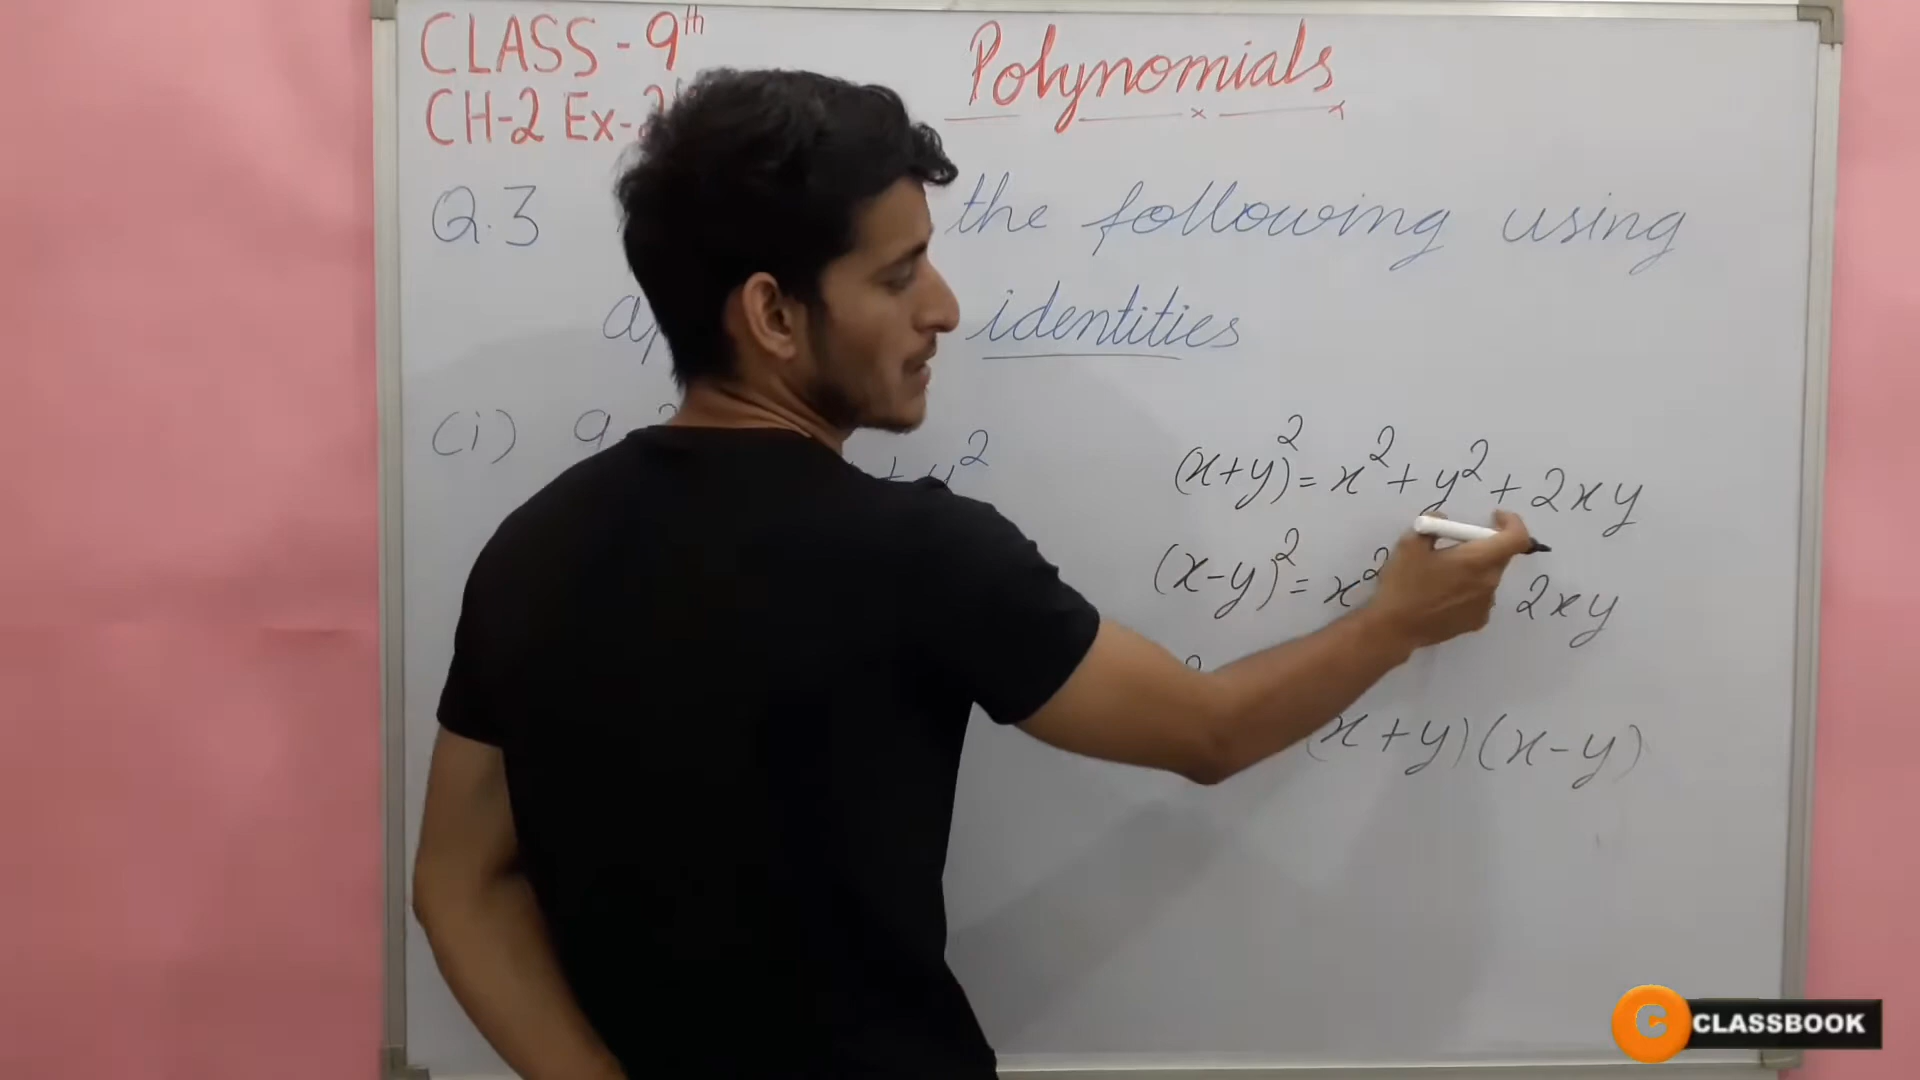 CLASS - 9th
CH-2 Ex-2
Polynomials
Q.3 the following using
identities
(i) 9 + y²
(x+y)² = x² + y² + 2xy
(x-y)² = x² 2xy
(x+y)(x-y)
C CLASSBOOK